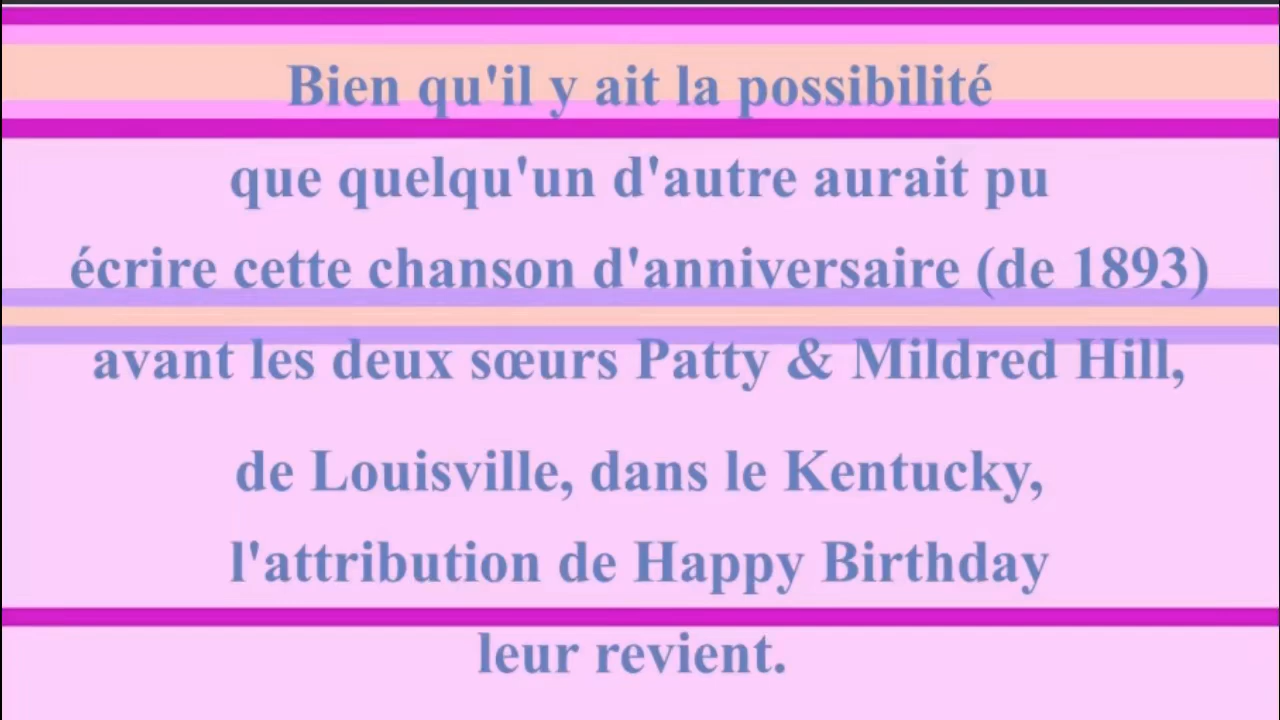 Bien qu'il y ait la possibilité
que quelqu'un d'autre aurait pu
écrire cette chanson d'anniversaire (de 1893)
avant les deux sœurs Patty & Mildred Hill,
de Louisville, dans le Kentucky,
l'attribution de Happy Birthday
leur revient.